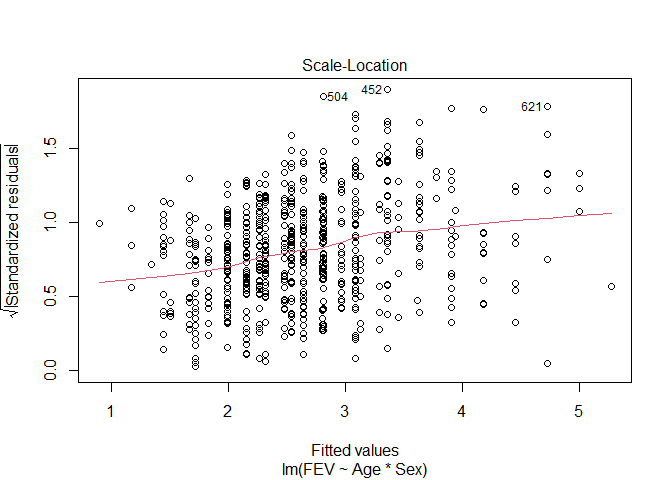 Scale-Location
√|Standardized residuals|
0.0 0.5 1.0 1.5
504
452
621
1 2 3 4 5
Fitted values
lm(FEV ~ Age * Sex)